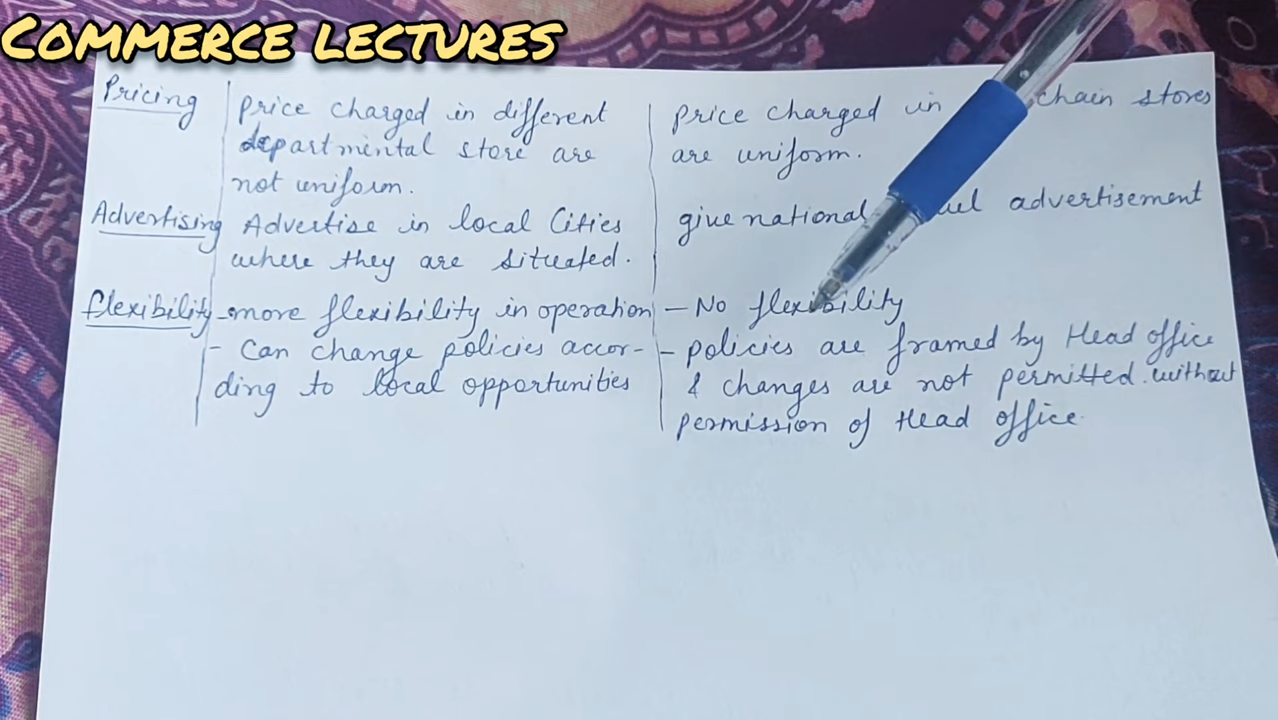 COMMERCE LECTURES
Pricing
price charged in different
departmental store are
not uniform.
price charged in chain stores
are uniform.
Advertising
Advertise in local Cities
where they are situated.
give national advertisement
flexibility
- more flexibility in operation
- Can change policies accor-
ding to local opportunities
- No flexibility
- policies are framed by Head office
& changes are not permitted without
permission of Head office.